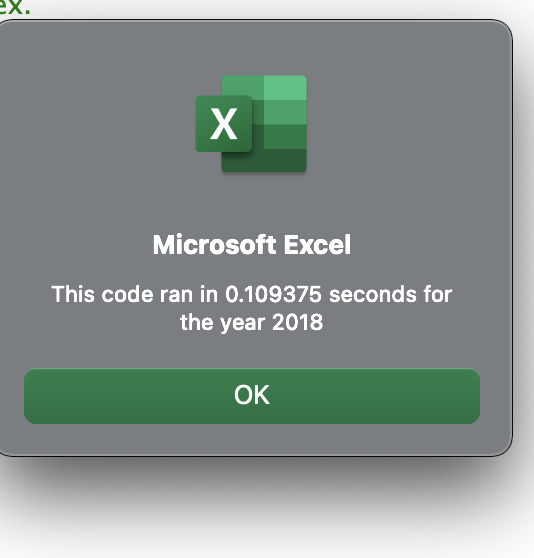 ex.
X
Microsoft Excel
This code ran in 0.109375 seconds for
the year 2018
OK